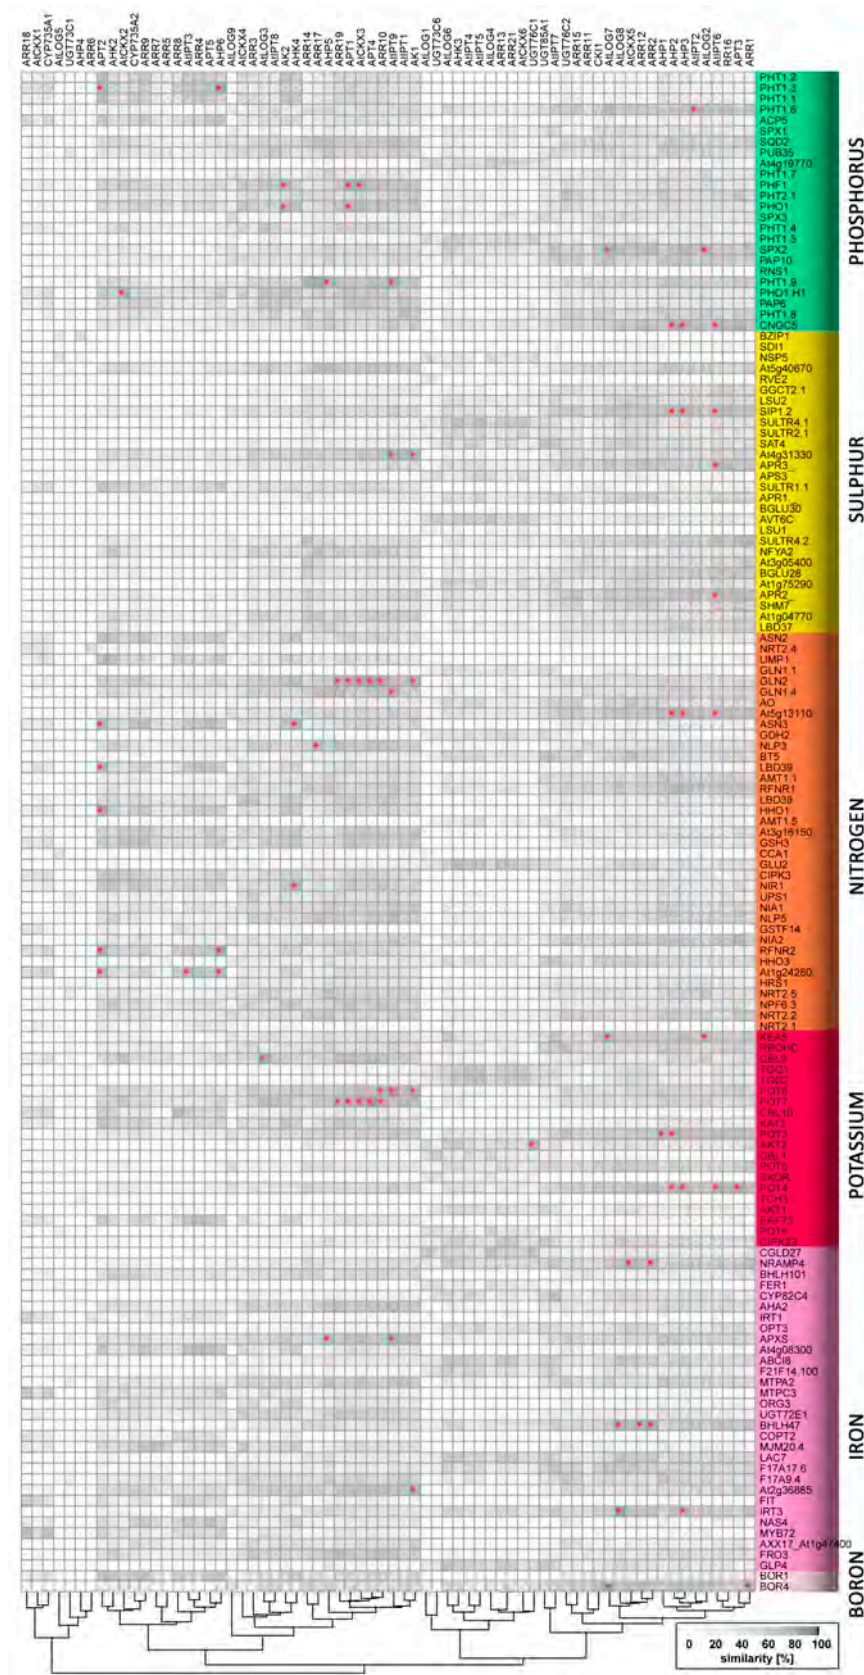 ARR18
AtCKX1
CYP735A1
AtLOG5
UGT73C1
AHP4
ARR6
APT2
AHK2
AtCKX2
CYP735A2
ARR9
ARR7
ARR5
ARR8
AtIPT3
ARR4
APT5
AHP6
AtLOG9
AtCKX4
ARR3
AtLOG3
AtIPT8
AK2
AHK4
ARR14
ARR17
AHP5
ARR19
APT1
AtCKX3
APT4
ARR10
AtIPT9
AtIPT1
AK1
AtLOG1
UGT73C6
AtLOG6
AHK3
AtIPT4
AtIPT5
AtLOG4
ARR13
ARR21
AtCKX6
UGT76C1
UGT85A1
AtIPT7
UGT76C2
ARR15
ARR11
CKI1
AtLOG7
AtLOG8
AtCKX5
ARR12
ARR2
AHP1
AHP2
AHP3
AtIPT2
AtLOG2
AtIPT6
RR16
APT3
ARR1
PHT1.2
PHT1.3
PHT1.1
PHT1.6
ACP5
SPX1
SQD2
PUB35
At4g19770
PHT1.7
PHF1
PHT2.1
PHO1
SPX3
PHT1.4
PHT1.5
SPX2
PAP10
RNS1
PHT1.9
PHO1.H1
PAP6
PHT1.8
CNGC5
PHOSPHORUS
BZIP1
SDI1
NSP5
At5g40670
RVE2
GGCT2.1
LSU2
SIP1.2
SULTR4.1
SULTR2.1
SAT4
At4g31330
APR3_
APS3
SULTR1.1
APR1_
BGLU30
AVT6C
LSU1
SULTR4.2
NFYA2
At3g05400
BGLU28
At1g75290
APR2_
SHM7
At1g04770
LBD37
SULPHUR
ASN2
NRT2.4
UMP1
GLN1.1
GLN2
GLN1.4
AO
At5g13110
ASN3
GDH2
NLP3
BT5
LBD39
AMT1.1
RFNR1
LBD38
HHO1
AMT1.5
At3g16150
GSH3
CCA1
GLU2
CIPK3
NIR1
UPS1
NIA1
NLP5
GSTF14
NIA2
RFNR2
HHO3
At1g24280
HRS1
NRT2.5
NPF6.3
NRT2.2
NRT2.1
NITROGEN
KEA5
RBOHC
CBL9
TGG1
TGG2
POT8
POT7
CBL10
KAT3
POT3
AKT2
CBL1
POT5
SKOR
POT4
TCH3
AKT1
ERF73
CIPK23
POTASSIUM
CGLD27
NRAMP4
BHLH101
FER1
CYP82C4
AHA2
IRT1
OPT3
APXS
At4g08300
ABCI8
F21F14.100
MTPA2
MTPC3
ORG3
UGT72E1
BHLH47
COPT2
MJM20.4
LAC7
F17A17.6
F17A9.4
At2g36885
FIT
IRT3
NAS4
MYB72
AXX17_At1g47400
FRO3
GLP4
IRON
BOR1
BOR4
BORON
0 20 40 60 80 100
similarity [%]